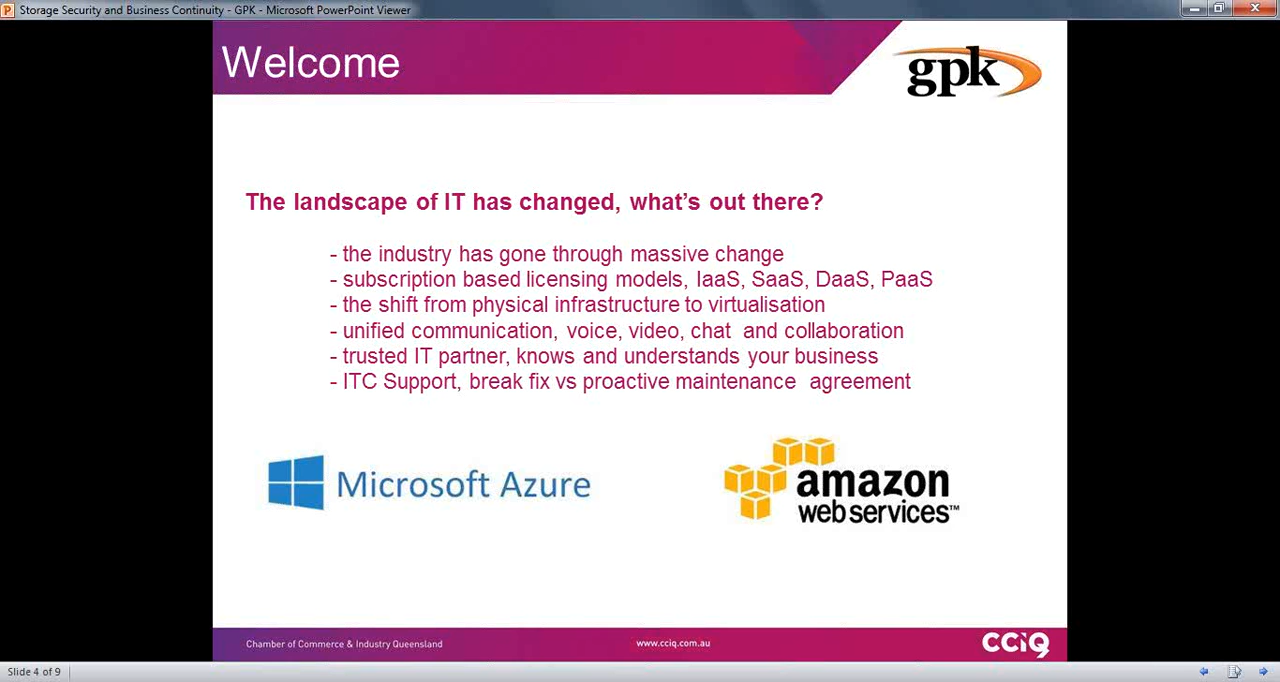 Storage Security and Business Continuity - GPK - Microsoft PowerPoint Viewer
Welcome
gpk
The landscape of IT has changed, what's out there?
- the industry has gone through massive change
- subscription based licensing models, IaaS, SaaS, DaaS, PaaS
- the shift from physical infrastructure to virtualisation
- unified communication, voice, video, chat  and collaboration
- trusted IT partner, knows and understands your business
- ITC Support, break fix vs proactive maintenance  agreement
Microsoft Azure
amazon
webservices™
Chamber of Commerce & Industry Queensland
www.cciq.com.au
CCiQ
Slide 4 of 9